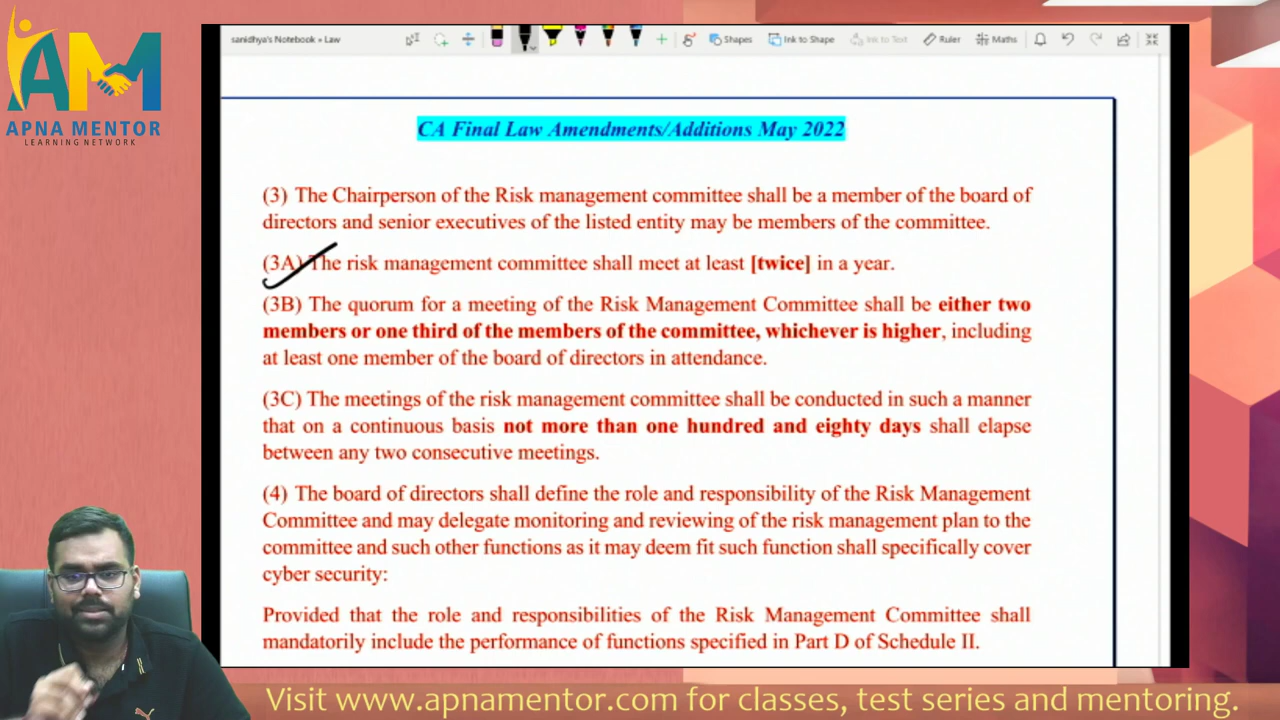 AM
APNA MENTOR
LEARNING NETWORK
sanidhya's Notebook » Law
Shapes
Ink to Shape
Ink to Text
Ruler
Maths
CA Final Law Amendments/Additions May 2022
(3) The Chairperson of the Risk management committee shall be a member of the board of
directors and senior executives of the listed entity may be members of the committee.
(3A) The risk management committee shall meet at least [twice] in a year.
(3B) The quorum for a meeting of the Risk Management Committee shall be either two
members or one third of the members of the committee, whichever is higher, including
at least one member of the board of directors in attendance.
(3C) The meetings of the risk management committee shall be conducted in such a manner
that on a continuous basis not more than one hundred and eighty days shall elapse
between any two consecutive meetings.
(4) The board of directors shall define the role and responsibility of the Risk Management
Committee and may delegate monitoring and reviewing of the risk management plan to the
committee and such other functions as it may deem fit such function shall specifically cover
cyber security:
Provided that the role and responsibilities of the Risk Management Committee shall
mandatorily include the performance of functions specified in Part D of Schedule II.
Visit www.apnamentor.com for classes, test series and mentoring.